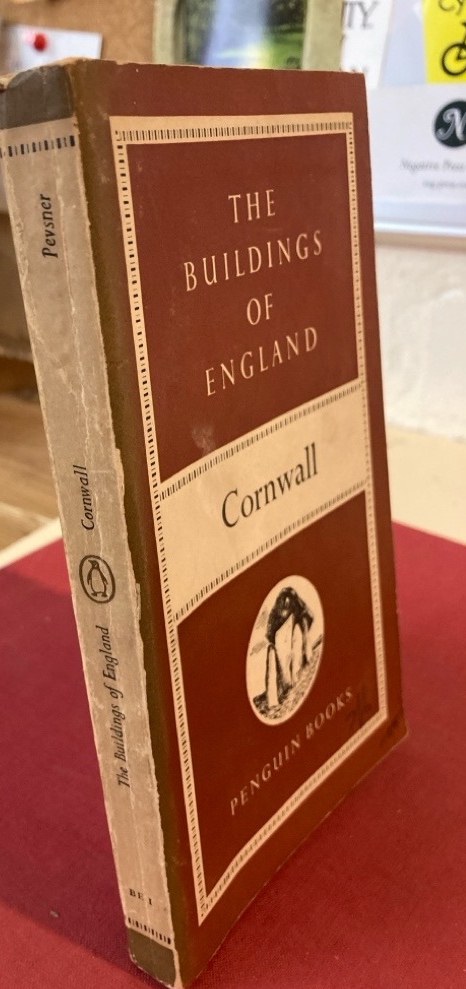 THE
BUILDINGS
OF
ENGLAND
Cornwall
PENGUIN BOOKS
Pevsner
Cornwall
The Buildings of England
BE 1